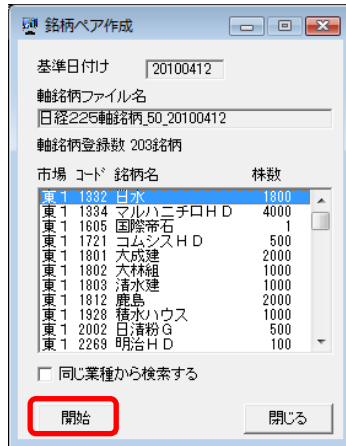 銘柄ペア作成
基準日付け 20100412
軸銘柄ファイル名
日経225軸銘柄_50_20100412
軸銘柄登録数 203銘柄
市場 コード 銘柄名 株数
東1 1332 日水 1800
東1 1334 マルハニチロHD 4000
東1 1605 国際帝石 1
東1 1721 コムシスHD 500
東1 1801 大成建 2000
東1 1802 大林組 1000
東1 1803 清水建 1000
東1 1812 鹿島 2000
東1 1928 積水ハウス 1000
東1 2002 日清粉G 500
東1 2269 明治HD 100
同じ業種から検索する
開始 閉じる